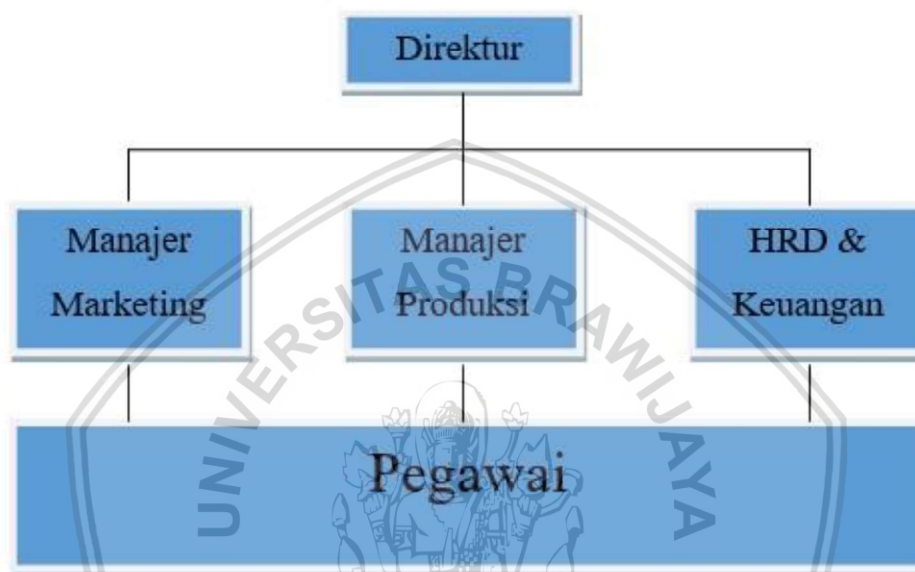 Direktur
Manajer
Marketing
Manajer
Produksi
HRD &
Keuangan
Pegawai
UNIVERSITAS BRAWIJAYA